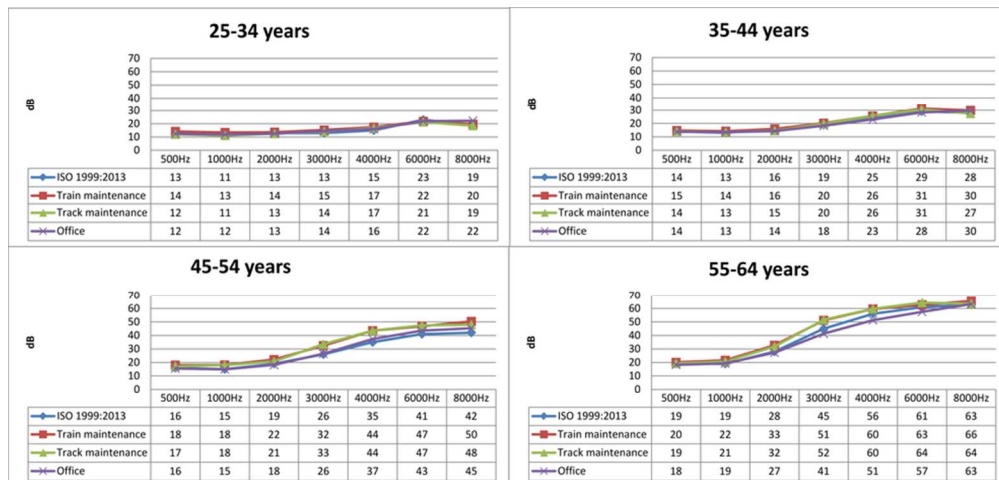 25-34 years
70
60
50
40
30
20
10
0
dB
500Hz 1000Hz 2000Hz 3000Hz 4000Hz 6000Hz 8000Hz
ISO 1999:2013 13 11 13 13 15 23 19
Train maintenance 14 13 14 15 17 22 20
Track maintenance 12 11 13 14 17 21 19
Office 12 12 13 14 16 22 22
35-44 years
70
60
50
40
30
20
10
0
dB
500Hz 1000Hz 2000Hz 3000Hz 4000Hz 6000Hz 8000Hz
ISO 1999:2013 14 13 16 19 25 29 28
Train maintenance 15 14 16 20 26 31 30
Track maintenance 14 13 15 20 26 31 27
Office 14 13 14 18 23 28 30
45-54 years
70
60
50
40
30
20
10
0
dB
500Hz 1000Hz 2000Hz 3000Hz 4000Hz 6000Hz 8000Hz
ISO 1999:2013 16 15 19 26 35 41 42
Train maintenance 18 18 22 32 44 47 50
Track maintenance 17 18 21 33 44 47 48
Office 16 15 18 26 37 43 45
55-64 years
70
60
50
40
30
20
10
0
dB
500Hz 1000Hz 2000Hz 3000Hz 4000Hz 6000Hz 8000Hz
ISO 1999:2013 19 19 28 45 56 61 63
Train maintenance 20 22 33 51 60 63 66
Track maintenance 19 21 32 52 60 64 64
Office 18 19 27 41 51 57 63